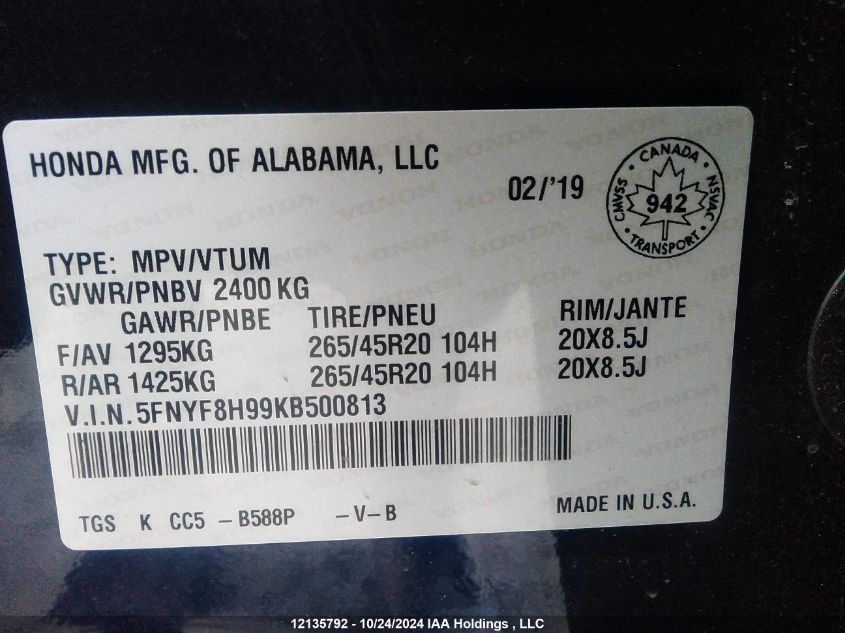 HONDA MFG. OF ALABAMA, LLC
02/'19
CANADA
CMVSS
942
NSVAC
TRANSPORT
TYPE: MPV/VTUM
GVWR/PNBV 2400 KG
GAWR/PNBE TIRE/PNEU RIM/JANTE
F/AV 1295KG 265/45R20 104H 20X8.5J
R/AR 1425KG 265/45R20 104H 20X8.5J
V.I.N. 5FNYF8H99KB500813
TGS K CC5 -B588P -V-B MADE IN U.S.A.
12135792 - 10/24/2024 IAA Holdings , LLC